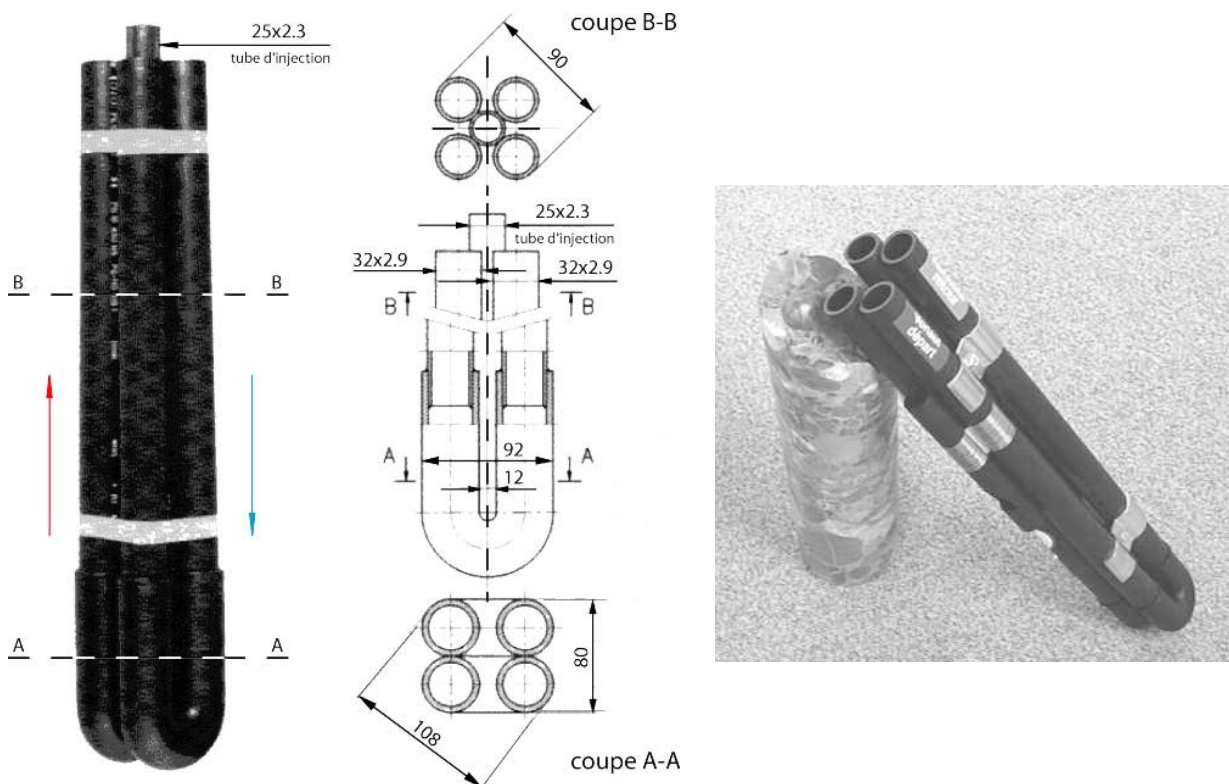 25x2.3
tube d'injection
B
B
A
A
coupe B-B
90
25x2.3
tube d'injection
32x2.9
32x2.9
B
B
A
A
92
12
80
108
coupe A-A
départ